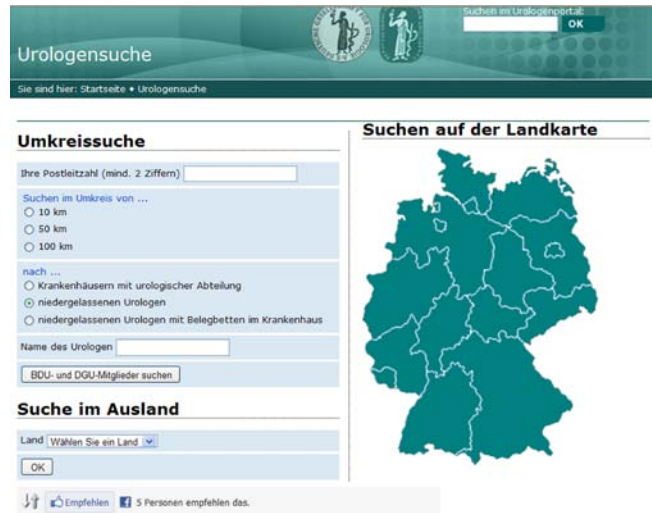 Suchen im Urologenportal:
OK
Urologensuche
Sie sind hier: Startseite • Urologensuche
Umkreissuche
Ihre Postleitzahl (mind. 2 Ziffern)
Suchen im Umkreis von ...
10 km
50 km
100 km
nach ...
Krankenhäusern mit urologischer Abteilung
niedergelassenen Urologen
niedergelassenen Urologen mit Belegbetten im Krankenhaus
Name des Urologen
BDU- und DGU-Mitglieder suchen
Suche im Ausland
Land Wählen Sie ein Land
OK
Empfehlen 5 Personen empfehlen das.
Suchen auf der Landkarte